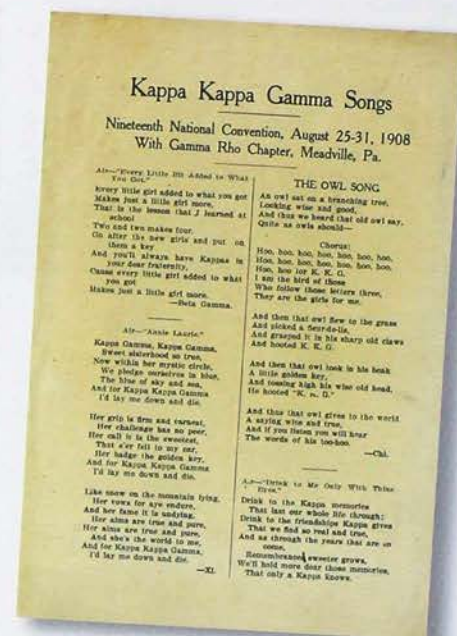 Kappa Kappa Gamma Songs
Nineteenth National Convention, August 25-31, 1908
With Gamma Rho Chapter, Meadville, Pa.
Air—"Every Little Bit Added to What
You Got."
Every little girl added to what you got
Makes just a little girl more,
That is the lesson that I learned at
school
Two and two makes four.
Go after the new girls and put on
them a key
And you'll always have Kappas in
your dear fraternity,
Cause every little girl added to what
you got
Makes just a little girl more.
—Beta Gamma.
Air—"Annie Laurie."
Kappa Gamma, Kappa Gamma,
Sweet sisterhood so true,
Now within her mystic circle,
We pledge ourselves in blue,
The blue of sky and sea,
And for Kappa Kappa Gamma
I'd lay me down and die.
Her grip is firm and earnest,
Her challenge has no peer,
Her call it is the sweetest,
That e'er fell to my ear,
Her badge the golden key,
And for Kappa Kappa Gamma
I'd lay me down and die.
Like snow on the mountain lying,
Her vows for aye endure,
And her fame it is undying,
Her aims are true and pure,
Her aims are true and pure,
And she's the world to me,
And for Kappa Kappa Gamma,
I'd lay me down and die.
—XI.
THE OWL SONG
An owl sat on a branching tree,
Looking wise and good,
And thus we heard that old owl say,
Quite as owls should—
Chorus:
Hoo, hoo, hoo, hoo, hoo, hoo, hoo,
Hoo, hoo, hoo, hoo, hoo, hoo, hoo,
Hoo, hoo for K. K. G.
I am the bird of those
Who follow those letters three,
They are the girls for me.
And then that owl flew to the grass
And picked a fleur-de-lis,
And grasped it in his sharp old claws
And hooted K. K. G.
And then that owl took in his beak
A little golden key,
And tossing high his wise old head,
He hooted "K. G."
And thus that owl gives to the world
A saying wise and true,
And if you listen you will hear
The words of his too-hoo.
—Chi.
Air—"Drink to Me Only With Thine
Eyes."
Drink to the Kappa memories
That last our whole life through;
Drink to the friendships Kappa gives
That we find so real and true,
And as through the years that are to
come,
Remembrances sweeter grows,
We'll hold more dear those memories,
That only a Kappa knows.